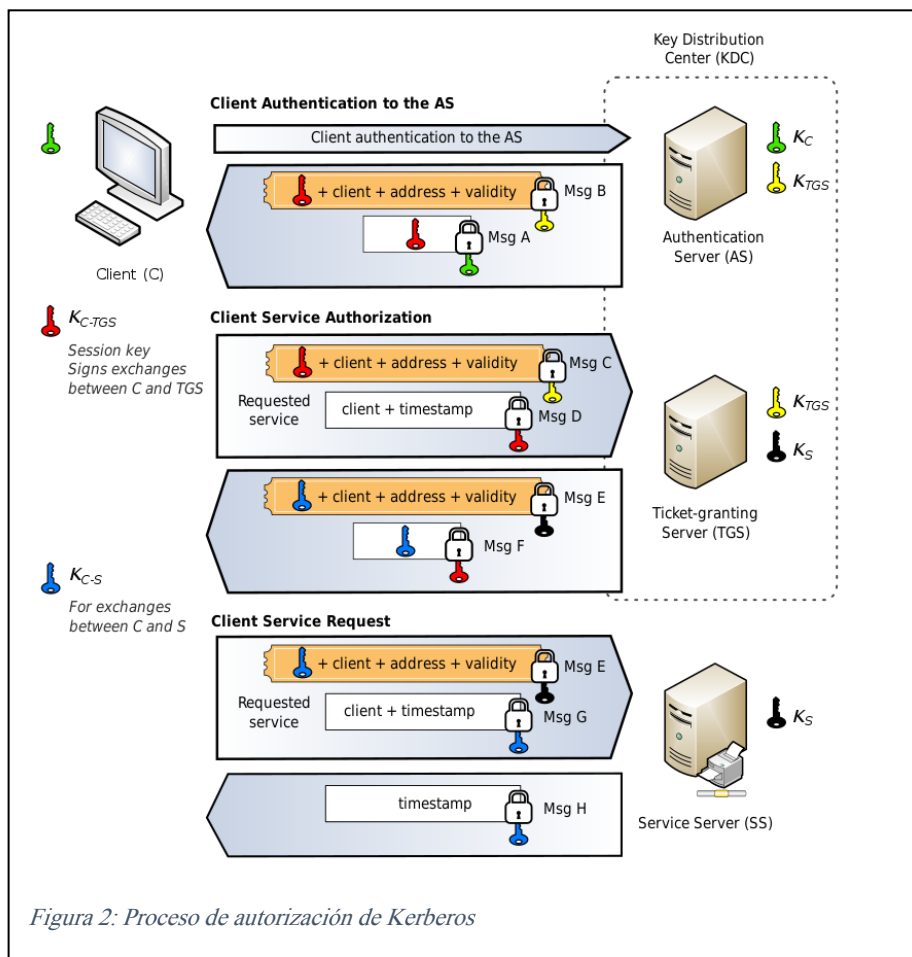 Key Distribution
Center (KDC)
Client Authentication to the AS
Client authentication to the AS
+ client + address + validity
Msg B
Msg A
K_C
K_TGS
Authentication
Server (AS)
Client (C)
K_C-TGS
Session key
Signs exchanges
between C and TGS
Client Service Authorization
+ client + address + validity
Msg C
Requested
service
client + timestamp
Msg D
K_TGS
K_S
+ client + address + validity
Msg E
Msg F
Ticket-granting
Server (TGS)
K_C-S
For exchanges
between C and S
Client Service Request
+ client + address + validity
Msg E
Requested
service
client + timestamp
Msg G
K_S
timestamp
Msg H
Service Server (SS)
Figura 2: Proceso de autorización de Kerberos